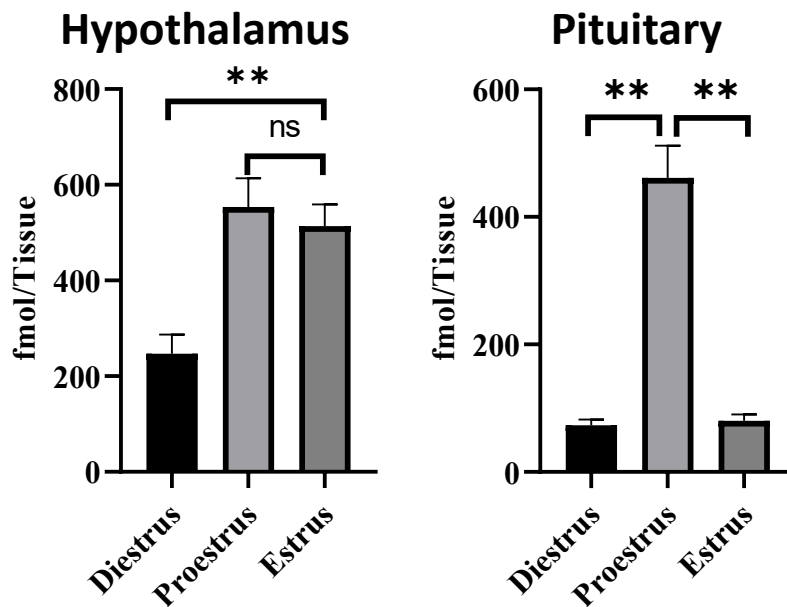 Hypothalamus
**
ns
800
600
400
200
0
fmol/Tissue
Diestrus
Proestrus
Estrus
Pituitary
** **
600
400
200
0
fmol/Tissue
Diestrus
Proestrus
Estrus